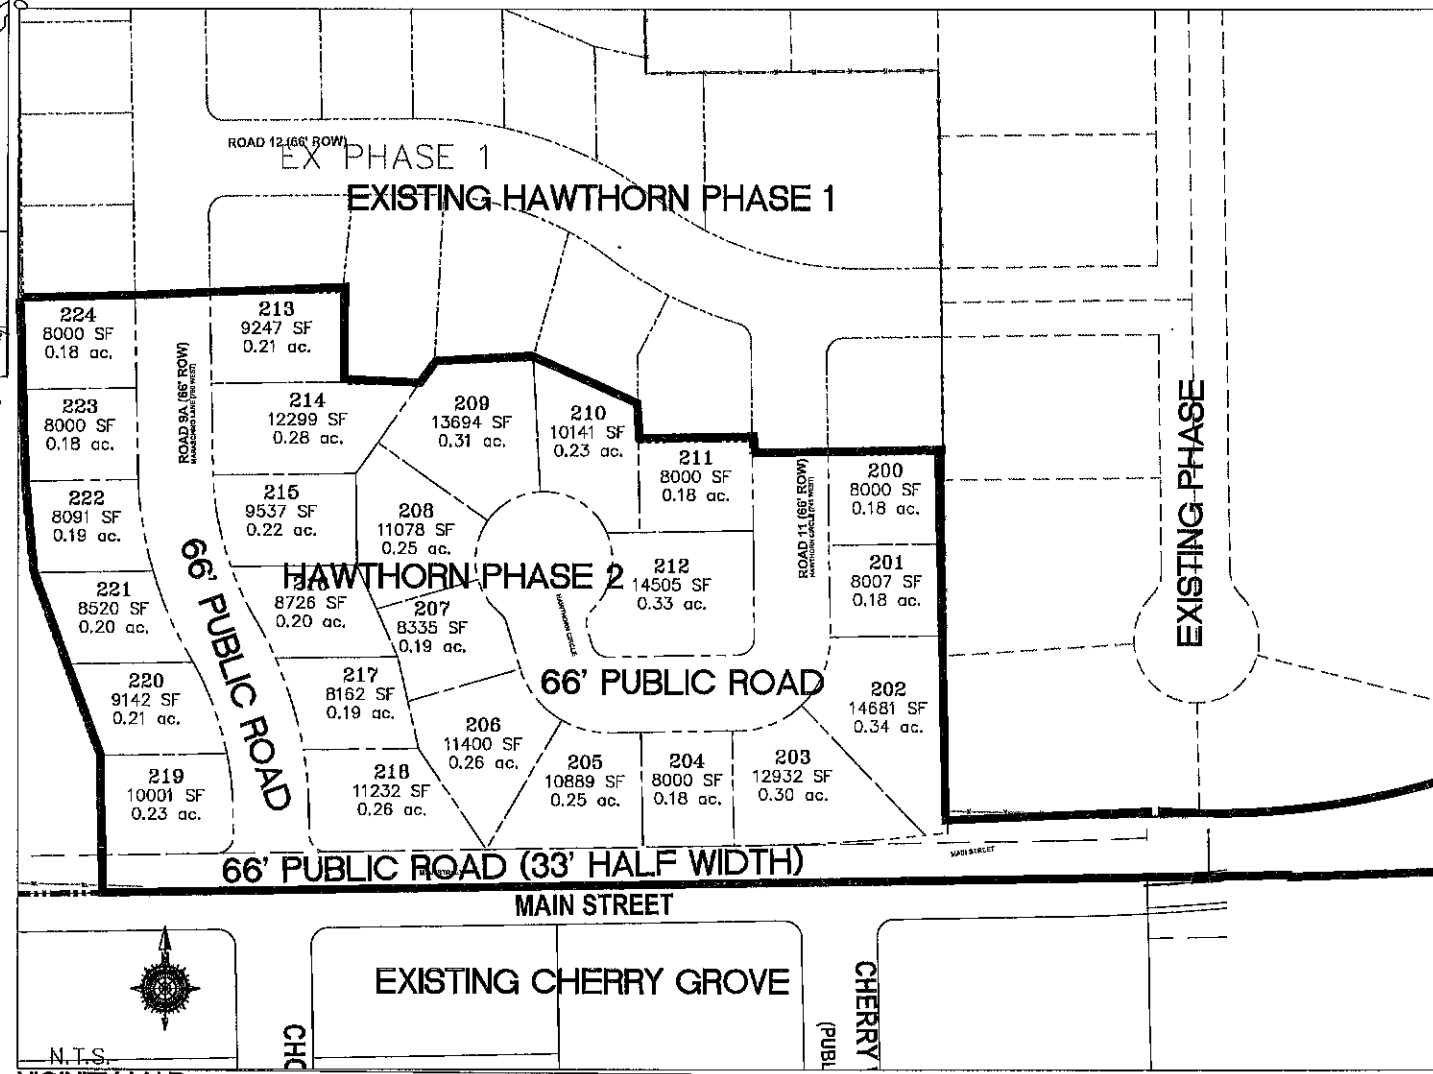 ROAD 12 (66' ROW)
EX PHASE 1
EXISTING HAWTHORN PHASE 1
224
8000 SF
0.18 ac.
213
9247 SF
0.21 ac.
223
8000 SF
0.18 ac.
ROAD 9A (66' ROW)
214
12299 SF
0.28 ac.
209
13694 SF
0.31 ac.
210
10141 SF
0.23 ac.
211
8000 SF
0.18 ac.
ROAD 11 (66' ROW)
200
8000 SF
0.18 ac.
EXISTING PHASE
222
8091 SF
0.19 ac.
215
9537 SF
0.22 ac.
208
11078 SF
0.25 ac.
HAWTHORN PHASE 2
212
14505 SF
0.33 ac.
201
8007 SF
0.18 ac.
221
8520 SF
0.20 ac.
66' PUBLIC ROAD
216
8726 SF
0.20 ac.
207
8335 SF
0.19 ac.
HAWTHORN CIRCLE
220
9142 SF
0.21 ac.
217
8162 SF
0.19 ac.
66' PUBLIC ROAD
202
14681 SF
0.34 ac.
206
11400 SF
0.26 ac.
219
10001 SF
0.23 ac.
218
11232 SF
0.26 ac.
205
10889 SF
0.25 ac.
204
8000 SF
0.18 ac.
203
12932 SF
0.30 ac.
66' PUBLIC ROAD (33' HALF WIDTH)
MAIN STREET
MAIN STREET
EXISTING CHERRY GROVE
CHO
CHERRY
(PUBL
N.T.S.
VICINITY MAP